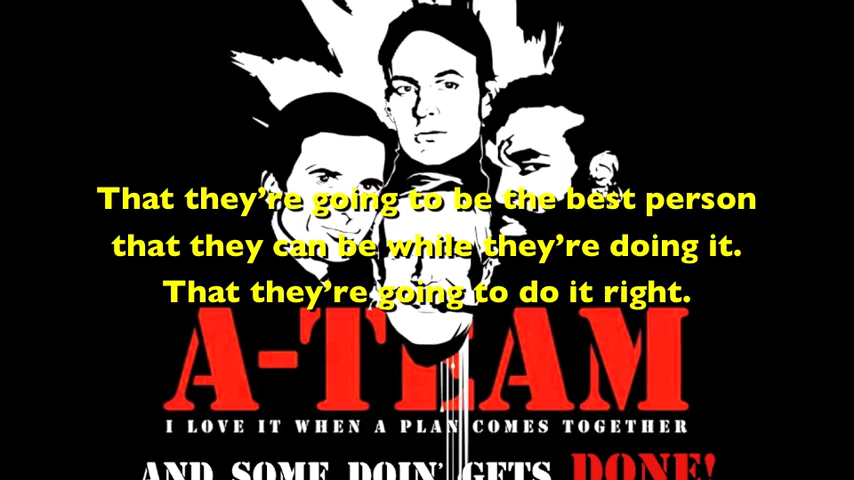 That they’re going to be the best person
that they can be while they’re doing it.
That they’re going to do it right.
A-TEAM
I LOVE IT WHEN A PLAN COMES TOGETHER
AND SOME DOIN' GETS DONE!